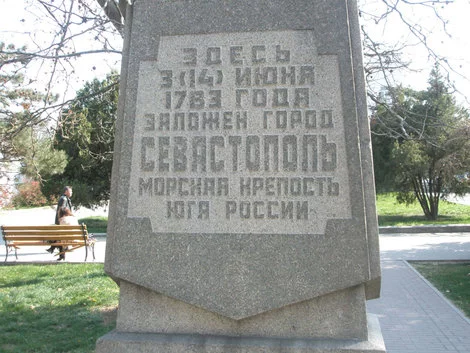 ЗДЕСЬ
3(14) ИЮНЯ
1783 ГОДА
ЗАЛОЖЕН ГОРОД
СЕВАСТОПОЛЬ
МОРСКАЯ КРЕПОСТЬ
ЮГА РОССИИ